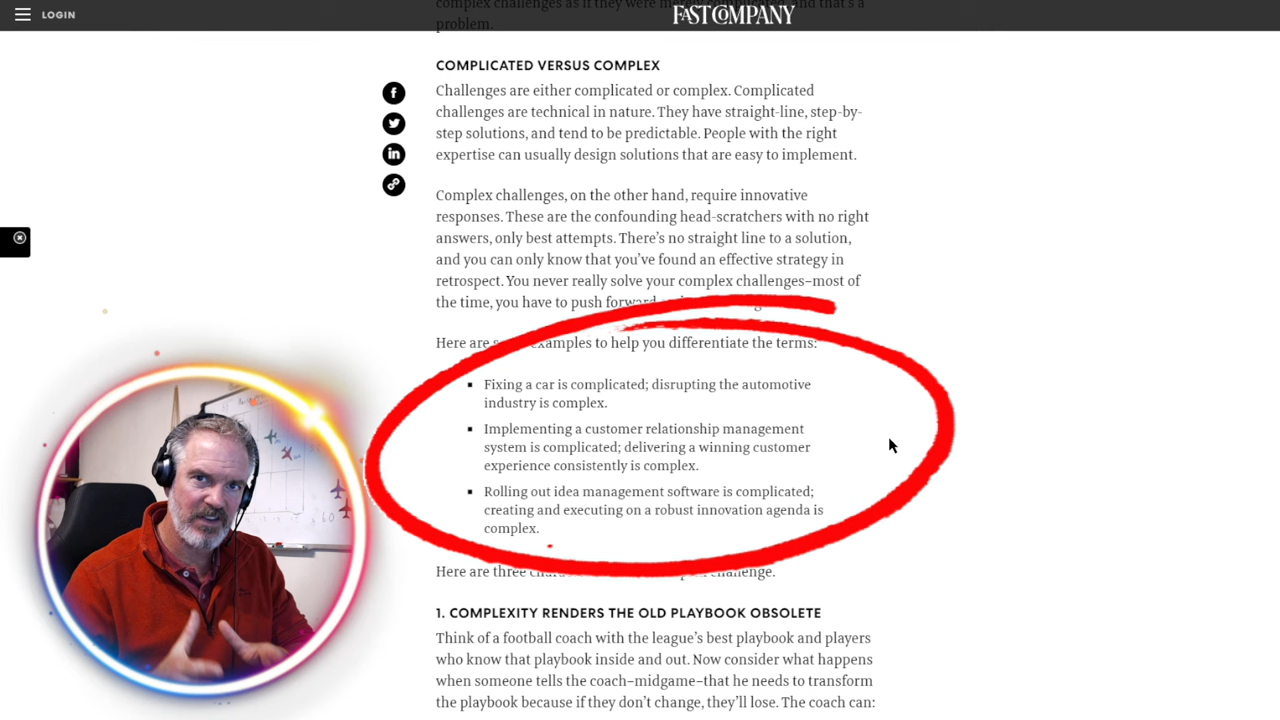 LOGIN
FAST COMPANY
complex challenges as if they were merely complicated, and that's a
problem.
COMPLICATED VERSUS COMPLEX
Challenges are either complicated or complex. Complicated
challenges are technical in nature. They have straight-line, step-by-
step solutions, and tend to be predictable. People with the right
expertise can usually design solutions that are easy to implement.
Complex challenges, on the other hand, require innovative
responses. These are the confounding head-scratchers with no right
answers, only best attempts. There's no straight line to a solution,
and you can only know that you've found an effective strategy in
retrospect. You never really solve your complex challenges–most of
the time, you have to push forward
Here are some examples to help you differentiate the terms:
Fixing a car is complicated; disrupting the automotive
industry is complex.
Implementing a customer relationship management
system is complicated; delivering a winning customer
experience consistently is complex.
Rolling out idea management software is complicated;
creating and executing on a robust innovation agenda is
complex.
Here are three challenge.
1. COMPLEXITY RENDERS THE OLD PLAYBOOK OBSOLETE
Think of a football coach with the league's best playbook and players
who know that playbook inside and out. Now consider what happens
when someone tells the coach–midgame–that he needs to transform
the playbook because if they don't change, they'll lose. The coach can: